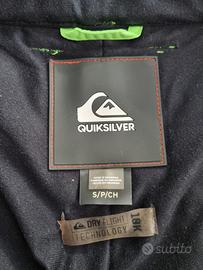 QUIKSILVER
S/P/CH
DRY FLIGHT
TECHNOLOGY
10K
subito